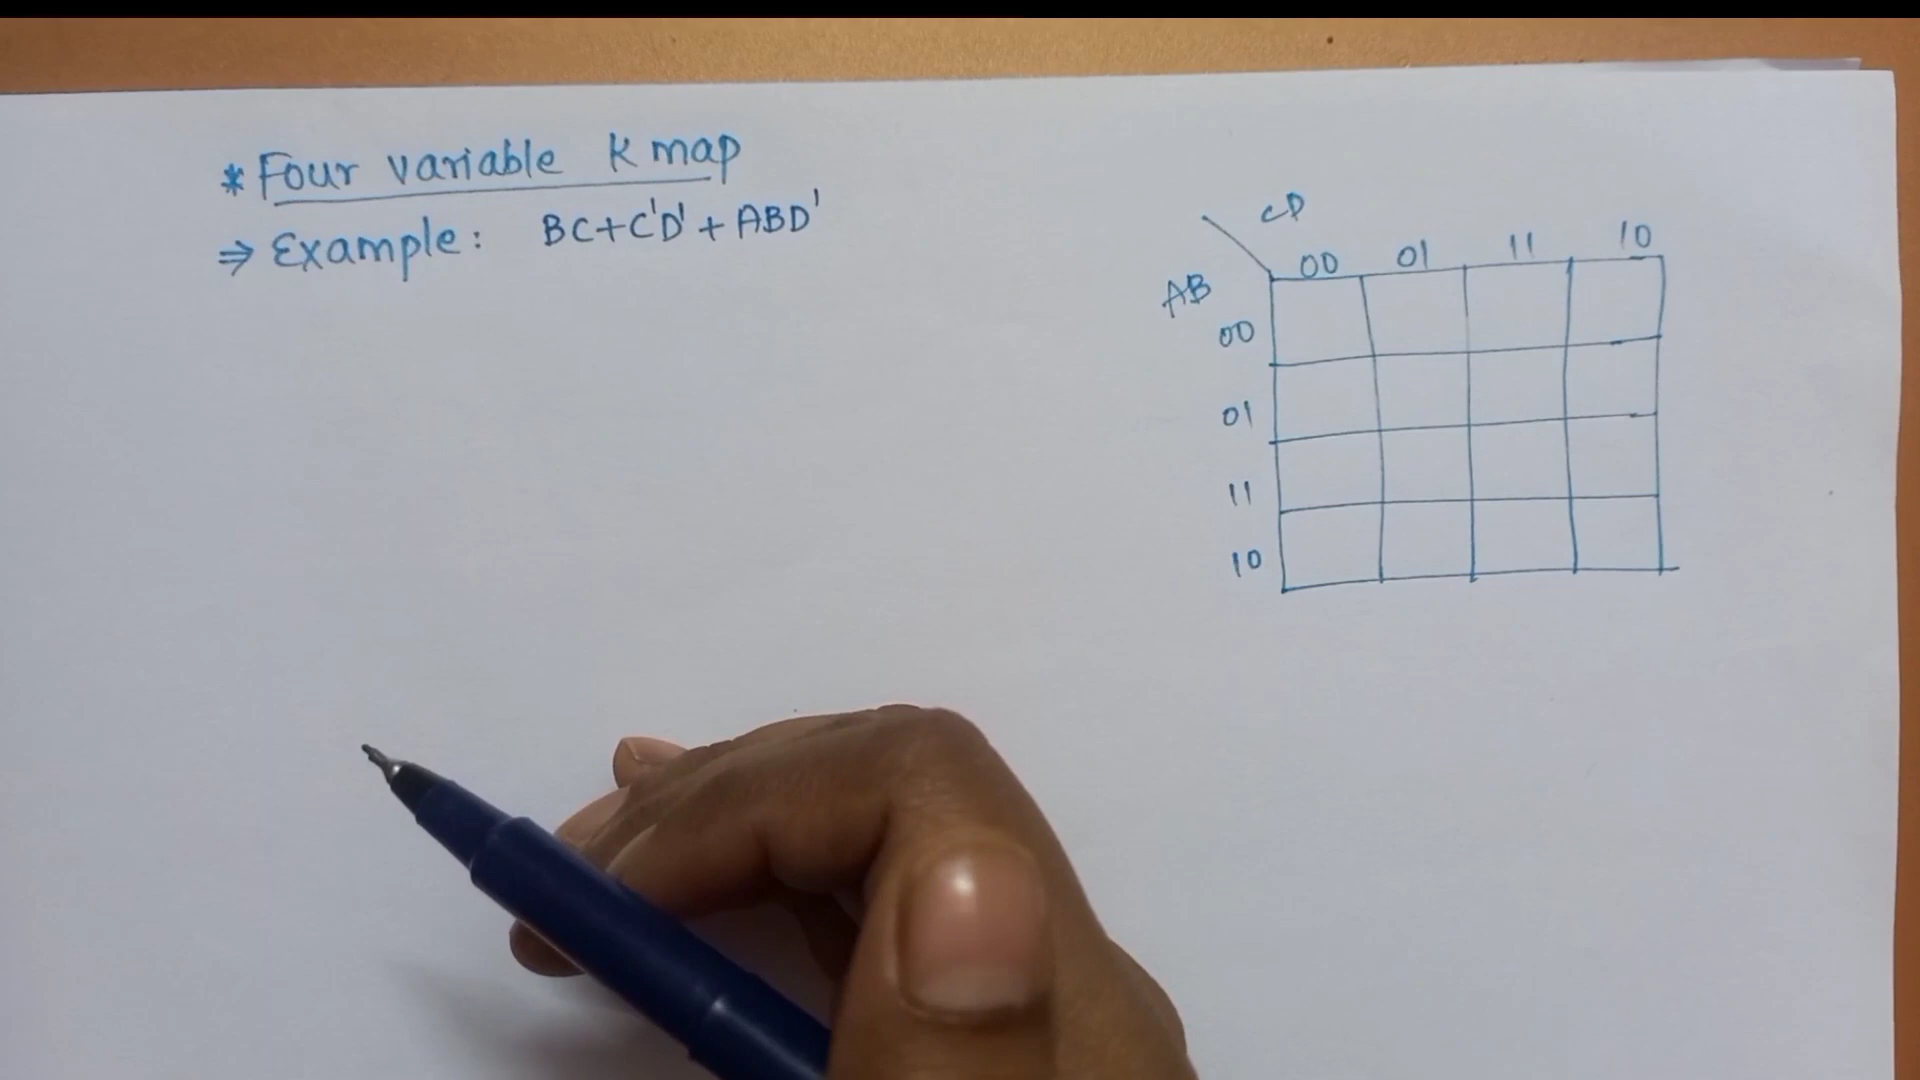 * Four variable K map
⇒ Example: BC+C'D'+ABD'
CD
00 01 11 10
AB
00
01
11
10